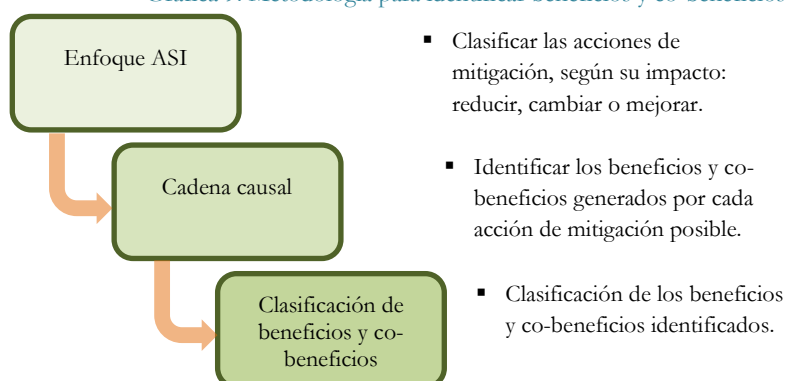 Gráfica 9. Metodología para identificar beneficios y co-beneficios
Enfoque ASI
▪ Clasificar las acciones de
mitigación, según su impacto:
reducir, cambiar o mejorar.
Cadena causal
▪ Identificar los beneficios y co-
beneficios generados por cada
acción de mitigación posible.
Clasificación de
beneficios y co-
beneficios
▪ Clasificación de los beneficios
y co-beneficios identificados.